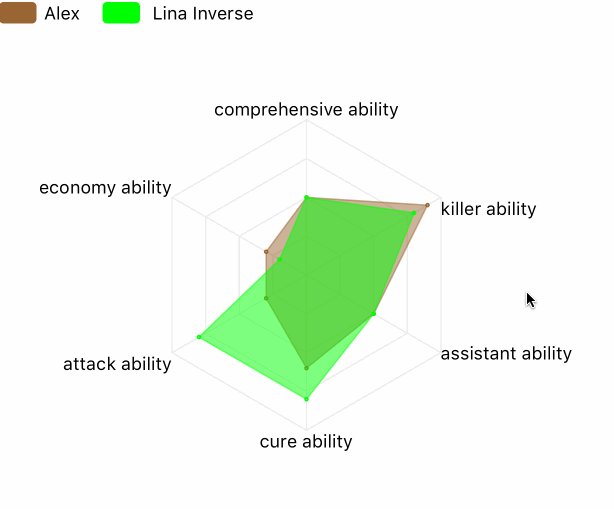 Alex
Lina Inverse
comprehensive ability
economy ability
killer ability
attack ability
assistant ability
cure ability